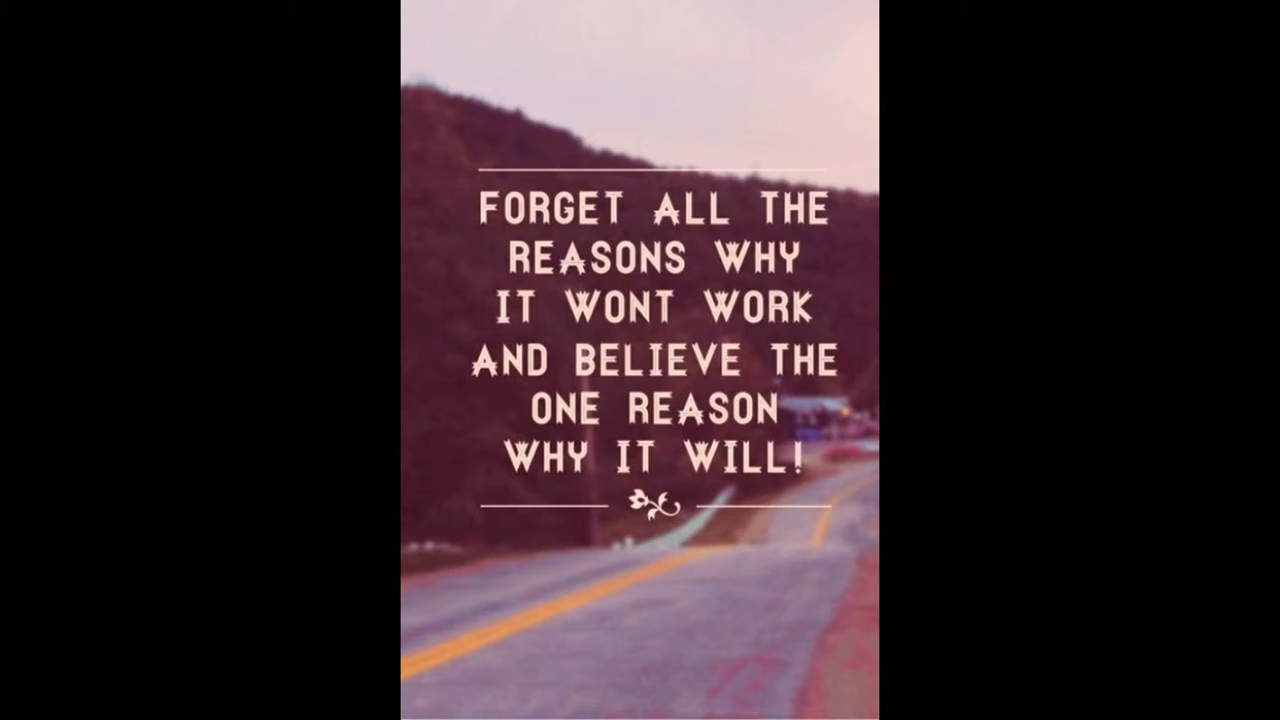 FORGET ALL THE
REASONS WHY
IT WONT WORK
AND BELIEVE THE
ONE REASON
WHY IT WILL!